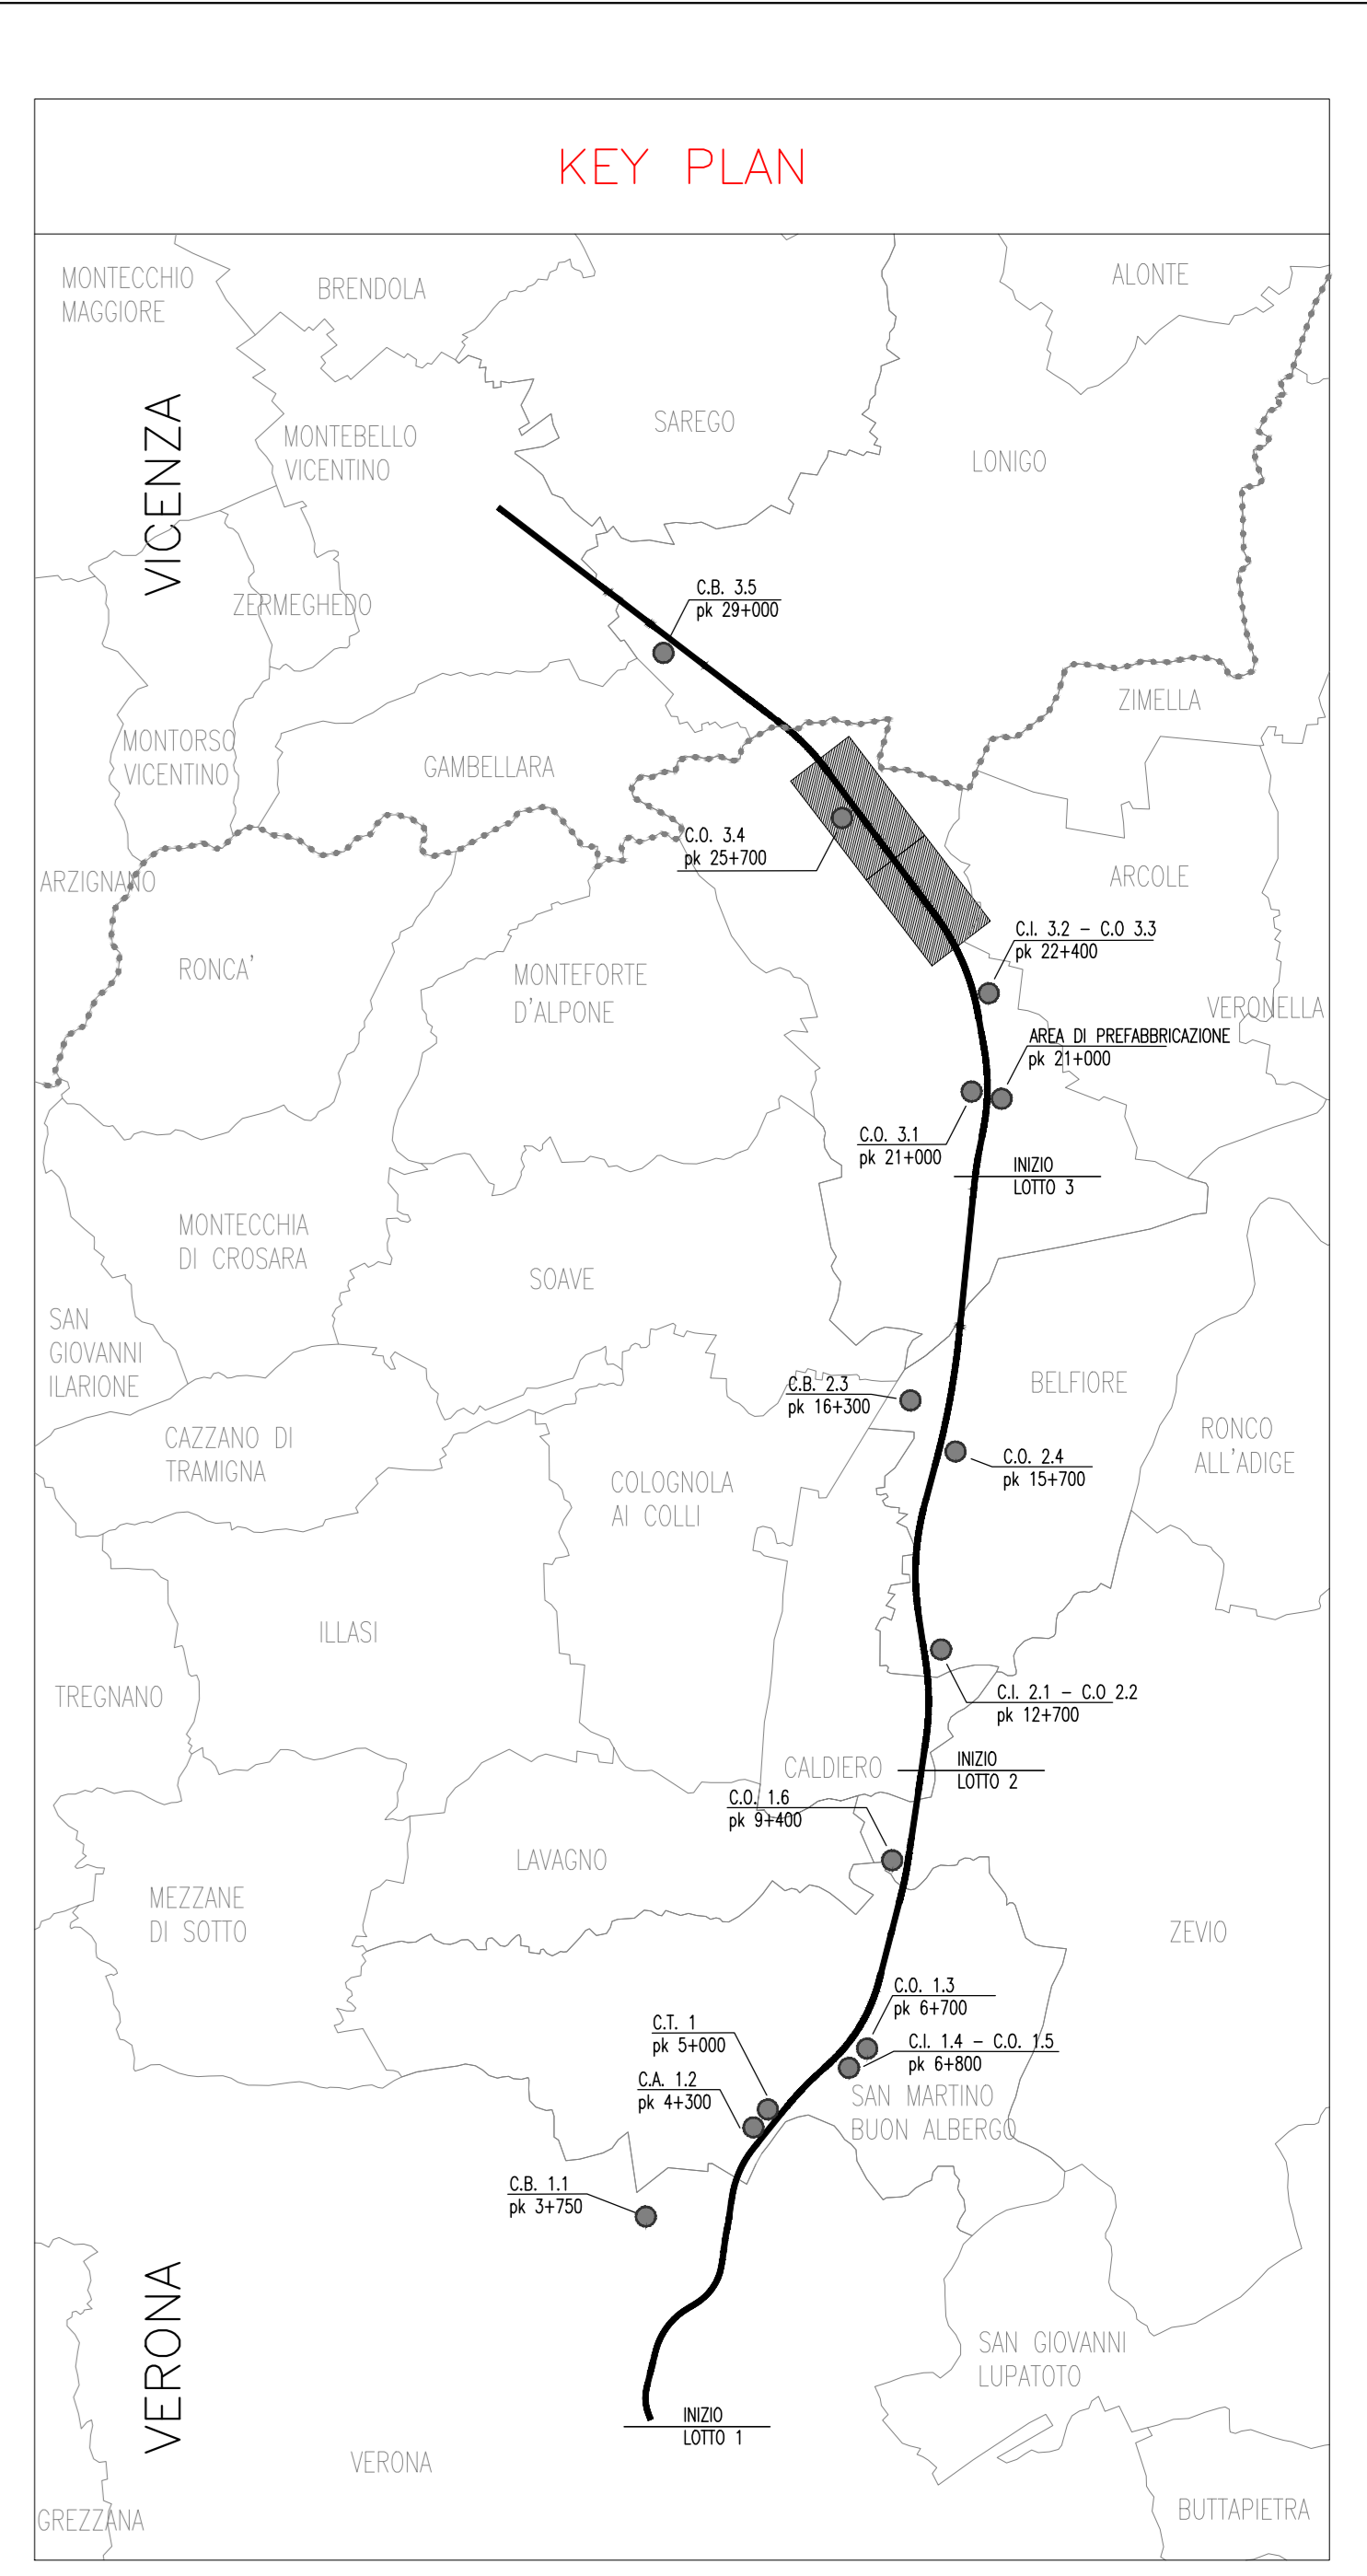 KEY PLAN
MONTECCHIO
MAGGIORE
BRENDOLA
ALONTE
VICENZA
SAREGO
MONTEBELLO
VICENTINO
LONIGO
C.B. 3.5
pk 29+000
ZERMEGHEDO
ZIMELLA
MONTORSO
VICENTINO
GAMBELLARA
C.O. 3.4
pk 25+700
ARZIGNANO
ARCOLE
C.I. 3.2 - C.O 3.3
pk 22+400
RONCA'
MONTEFORTE
D'ALPONE
VERONELLA
AREA DI PREFABBRICAZIONE
pk 21+000
C.O. 3.1
pk 21+000
INIZIO
LOTTO 3
MONTECCHIA
DI CROSARA
SOAVE
SAN
GIOVANNI
ILARIONE
C.B. 2.3
pk 16+300
BELFIORE
CAZZANO DI
TRAMIGNA
RONCO
ALL'ADIGE
C.O. 2.4
pk 15+700
COLOGNOLA
AI COLLI
ILLASI
TREGNANO
C.I. 2.1 - C.O 2.2
pk 12+700
CALDIERO
INIZIO
LOTTO 2
C.O. 1.6
pk 9+400
LAVAGNO
MEZZANE
DI SOTTO
ZEVIO
C.O. 1.3
pk 6+700
C.T. 1
pk 5+000
C.I. 1.4 - C.O. 1.5
pk 6+800
C.A. 1.2
pk 4+300
SAN MARTINO
BUON ALBERGO
C.B. 1.1
pk 3+750
VERONA
SAN GIOVANNI
LUPATOTO
INIZIO
LOTTO 1
VERONA
GREZZANA
BUTTAPIETRA